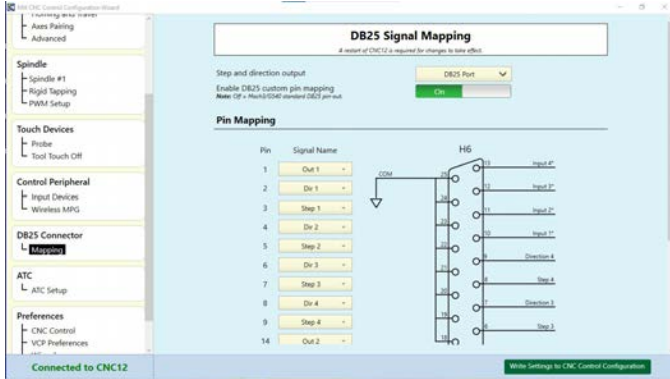 Mill CNC Control Configuration Wizard
Homing and Travel
Axes Pairing
Advanced
Spindle
Spindle #1
Rigid Tapping
PWM Setup
Touch Devices
Probe
Tool Touch Off
Control Peripheral
Input Devices
Wireless MPG
DB25 Connector
Mapping
ATC
ATC Setup
Preferences
CNC Control
VCP Preferences
Connected to CNC12
DB25 Signal Mapping
A restart of CNC12 is required for changes to take effect.
Step and direction output
DB25 Port
Enable DB25 custom pin mapping
On
Note: Off = Mach3/G540 standard DB25 pin-out.
Pin Mapping
Pin Signal Name
1 Out 1
2 Dir 1
3 Step 1
4 Dir 2
5 Step 2
6 Dir 3
7 Step 3
8 Dir 4
9 Step 4
14 Out 2
H6
COM
13 Input 4*
25
12 Input 3*
24
11 Input 2*
23
10 Input 1*
22
9 Direction 4
21
8 Step 4
20
7 Direction 3
19
6 Step 3
18
Write Settings to CNC Control Configuration